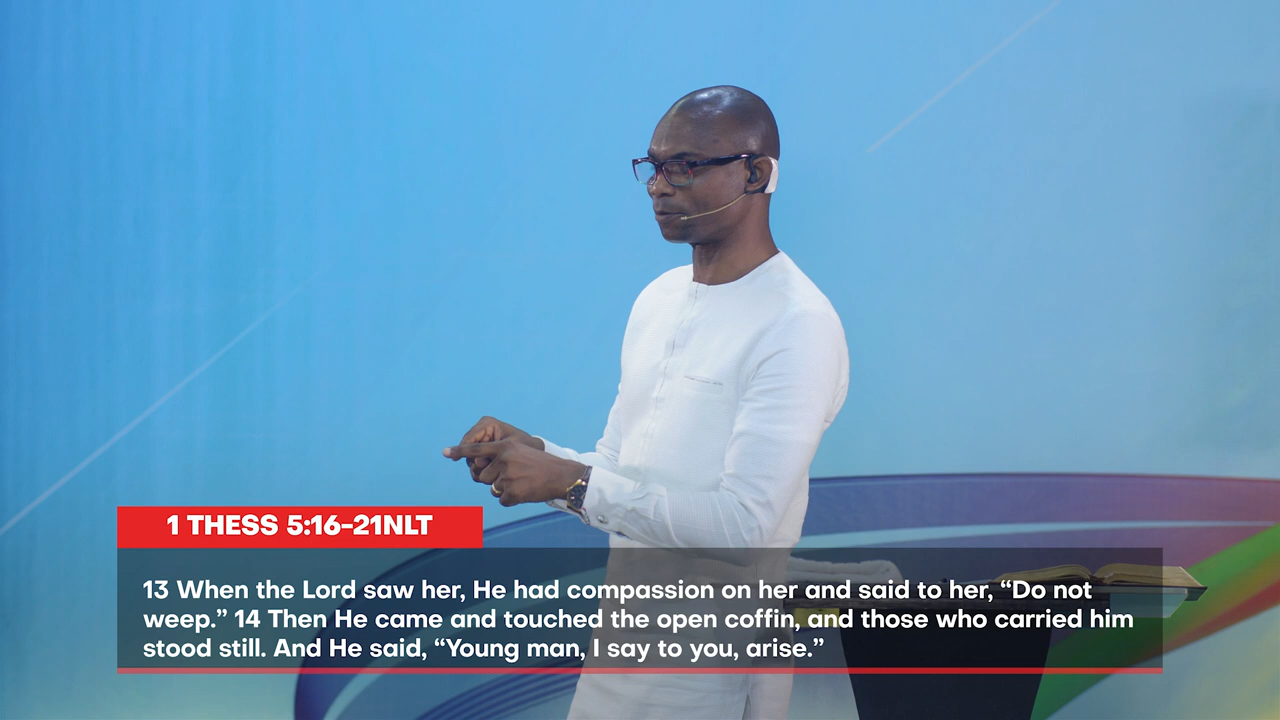 1 THESS 5:16-21NLT
13 When the Lord saw her, He had compassion on her and said to her, “Do not
weep.” 14 Then He came and touched the open coffin, and those who carried him
stood still. And He said, “Young man, I say to you, arise.”